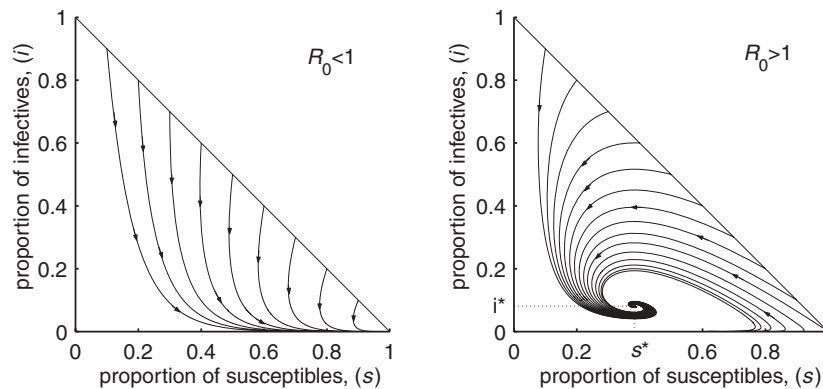 R₀<1
1
0.8
0.6
0.4
0.2
0
proportion of infectives, (i)
0
0.2
0.4
0.6
0.8
1
proportion of susceptibles, (s)
R₀>1
1
0.8
0.6
0.4
0.2
i*
0
proportion of infectives, (i)
0
0.2
s*
0.6
0.8
proportion of susceptibles, (s)